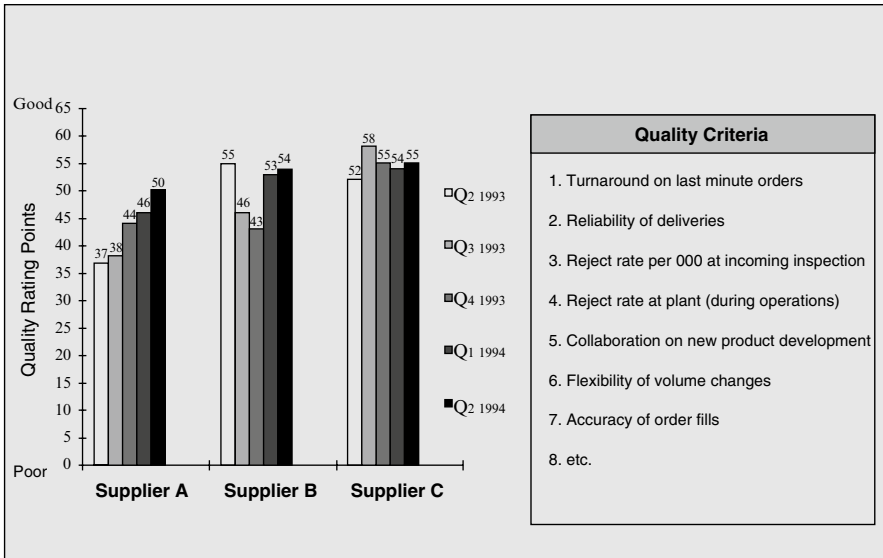 Good
65
60
55
50
45
40
35
30
25
20
15
10
5
0
Poor
Quality Rating Points
37
38
44
46
50
55
46
43
53
54
52
58
55
54
55
Supplier A
Supplier B
Supplier C
Q2 1993
Q3 1993
Q4 1993
Q1 1994
Q2 1994
Quality Criteria
1. Turnaround on last minute orders
2. Reliability of deliveries
3. Reject rate per 000 at incoming inspection
4. Reject rate at plant (during operations)
5. Collaboration on new product development
6. Flexibility of volume changes
7. Accuracy of order fills
8. etc.